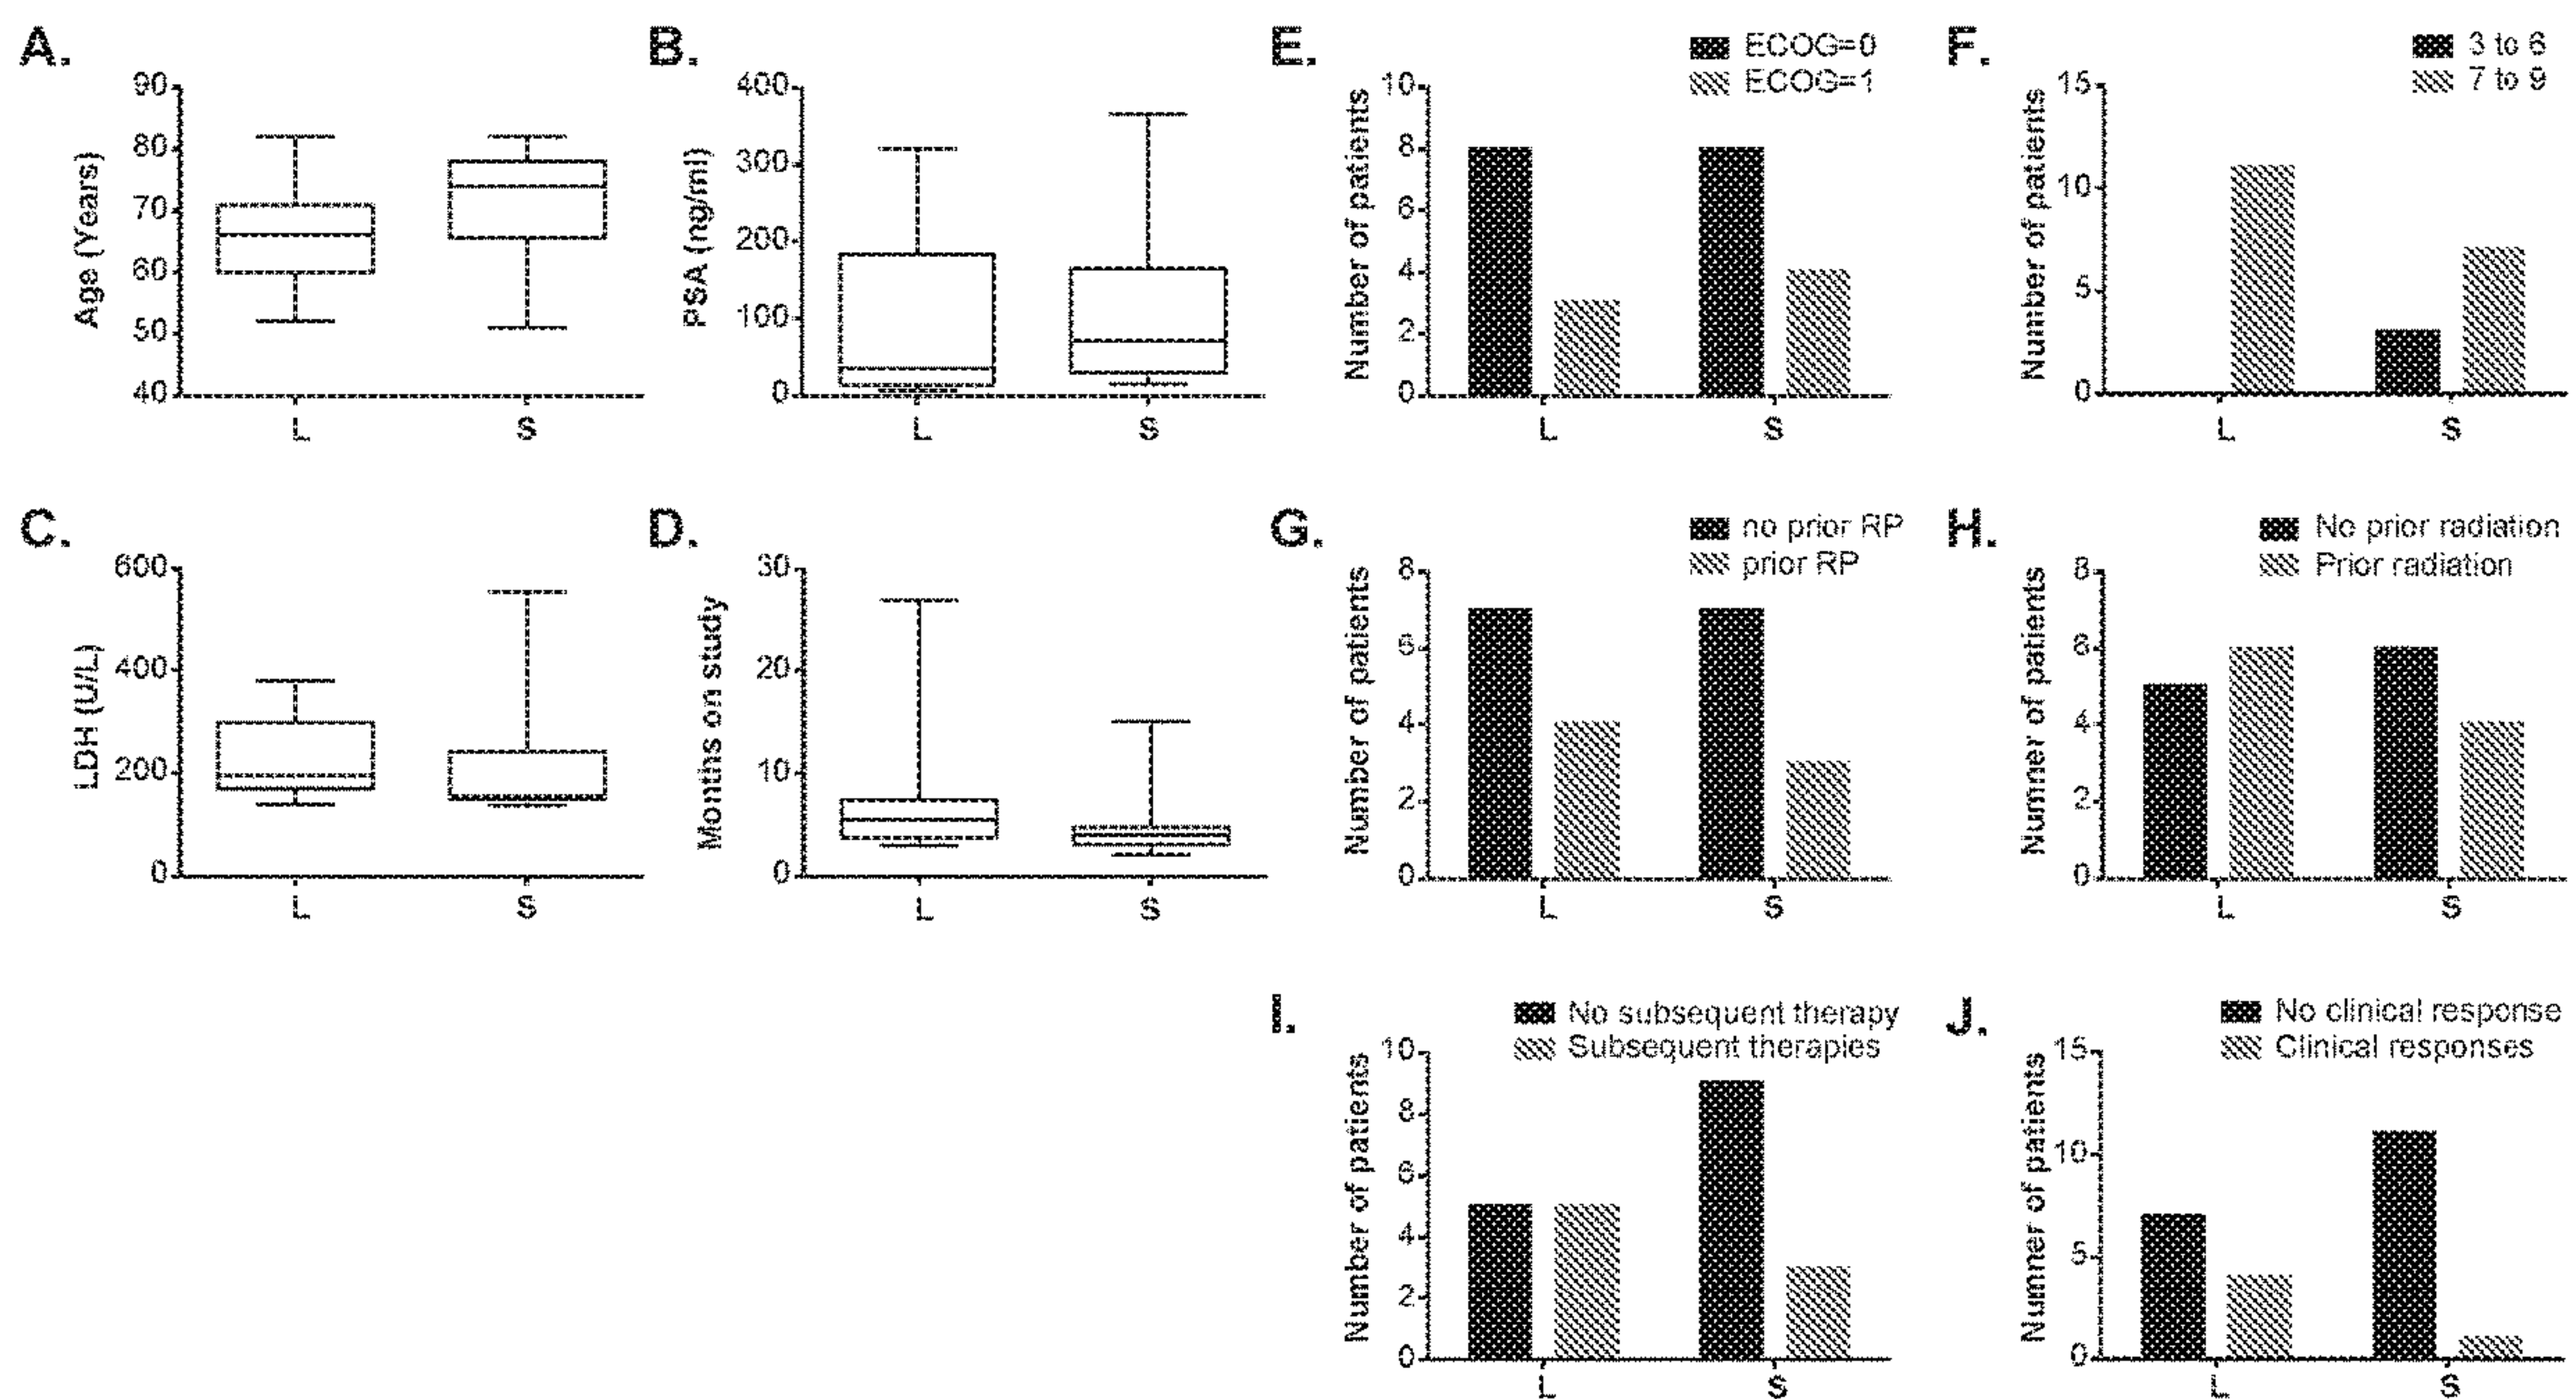 A.
Age (Years)
90
80
70
60
50
40
L
S
B.
PSA (ng/ml)
400
300
200
100
0
L
S
E.
ECOG=0
ECOG=1
Number of patients
10
8
6
4
2
0
L
S
F.
3 to 6
7 to 9
Number of patients
15
10
5
0
L
S
C.
LDH (U/L)
600
400
200
0
L
S
D.
Months on study
30
20
10
0
L
S
G.
no prior RP
prior RP
Number of patients
8
6
4
2
0
L
S
H.
No prior radiation
Prior radiation
Numner of patients
8
6
4
2
0
L
S
I.
No subsequent therapy
Subsequent therapies
Number of patients
10
8
6
4
2
0
L
S
J.
No clinical response
Clinical responses
Numner of patients
15
10
5
0
L
S